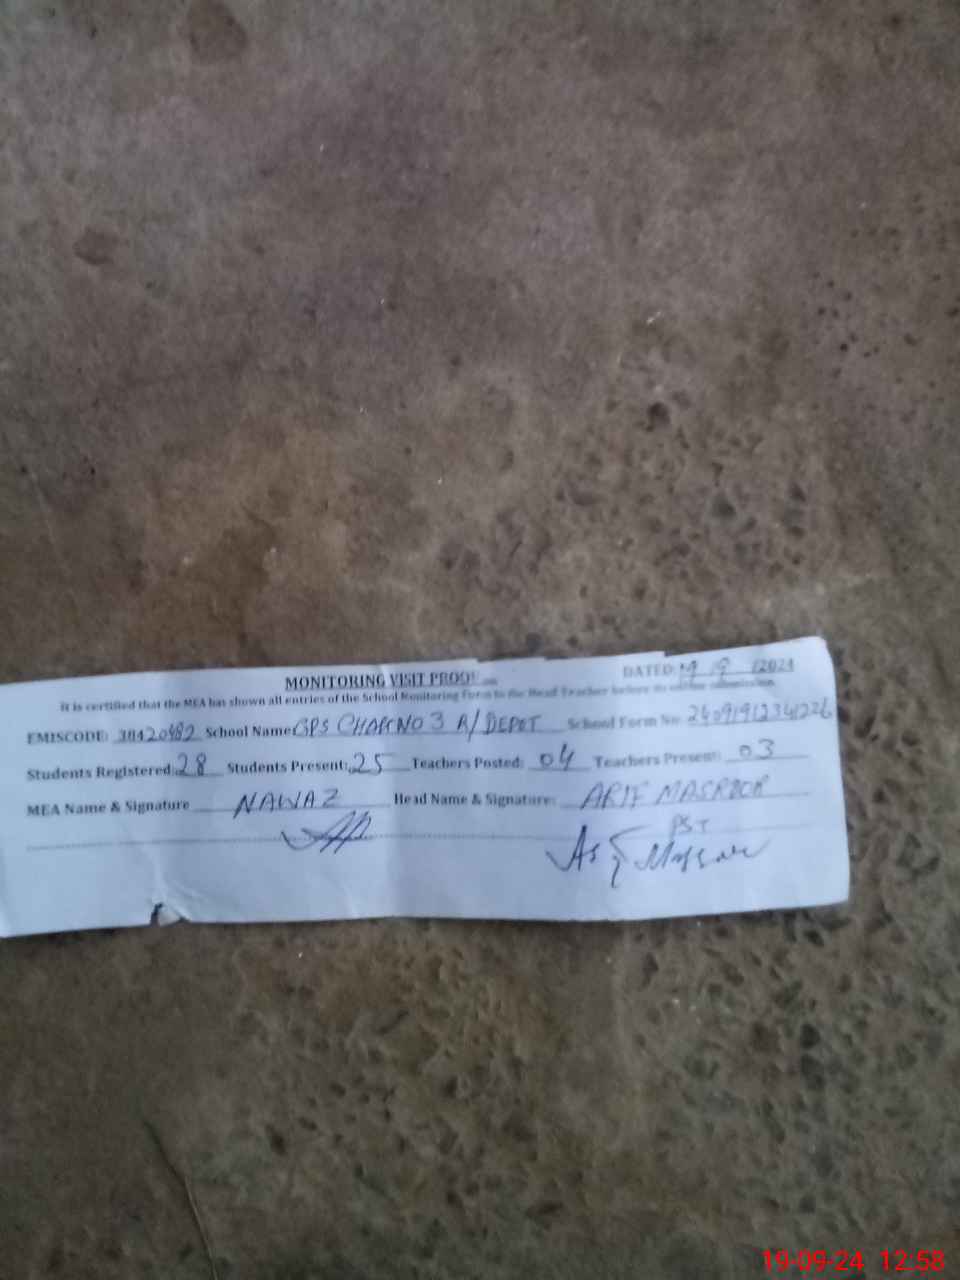 MONITORING VISIT PROOF
DATED: 19 9 /2024
It is certified that the MEA has shown all entries of the School Monitoring Form to the Head Teacher before its submission.
EMISCODE: 38420482 School Name: GPS CHAK NO 3 R/DEPOT School Form No:
Students Registered: 28 Students Present: 25 Teachers Posted: 04 Teachers Present: 03
MEA Name & Signature NAWAZ Head Name & Signature: ARIF MASROOR
PST
19-09-24 12:58